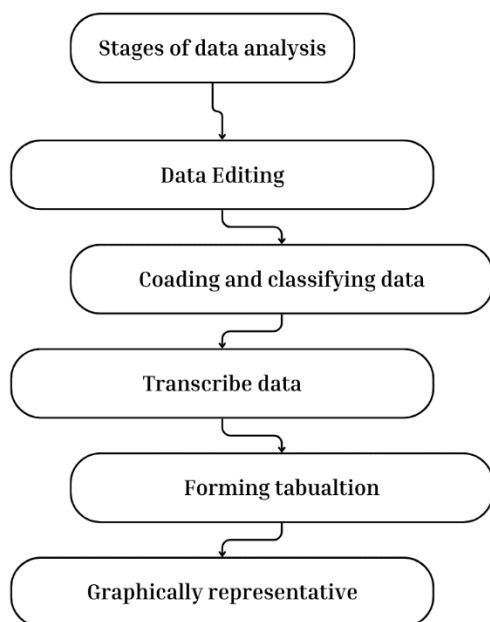 Stages of data analysis
Data Editing
Coading and classifying data
Transcribe data
Forming tabualtion
Graphically representative